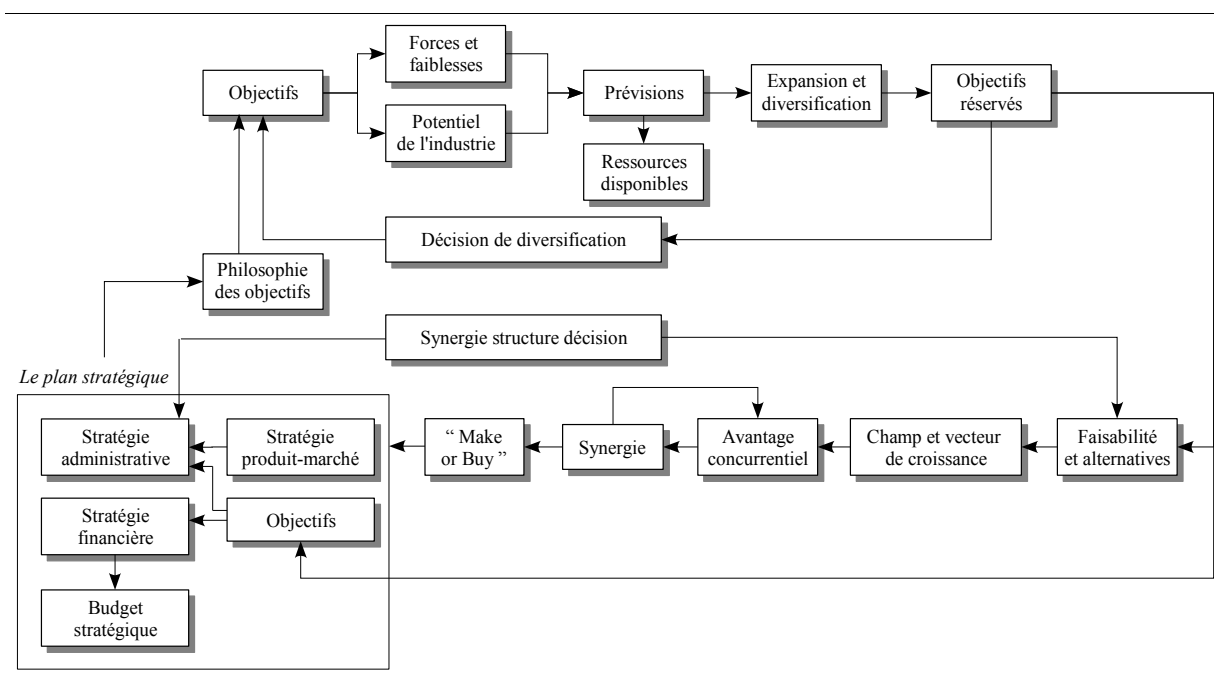 Forces et
faiblesses
Objectifs
Potentiel
de l'industrie
Prévisions
Ressources
disponibles
Expansion et
diversification
Objectifs
réservés
Décision de diversification
Philosophie
des objectifs
Synergie structure décision
Le plan stratégique
Stratégie
administrative
Stratégie
produit-marché
“ Make
or Buy ”
Synergie
Avantage
concurrentiel
Champ et vecteur
de croissance
Faisabilité
et alternatives
Stratégie
financière
Objectifs
Budget
stratégique